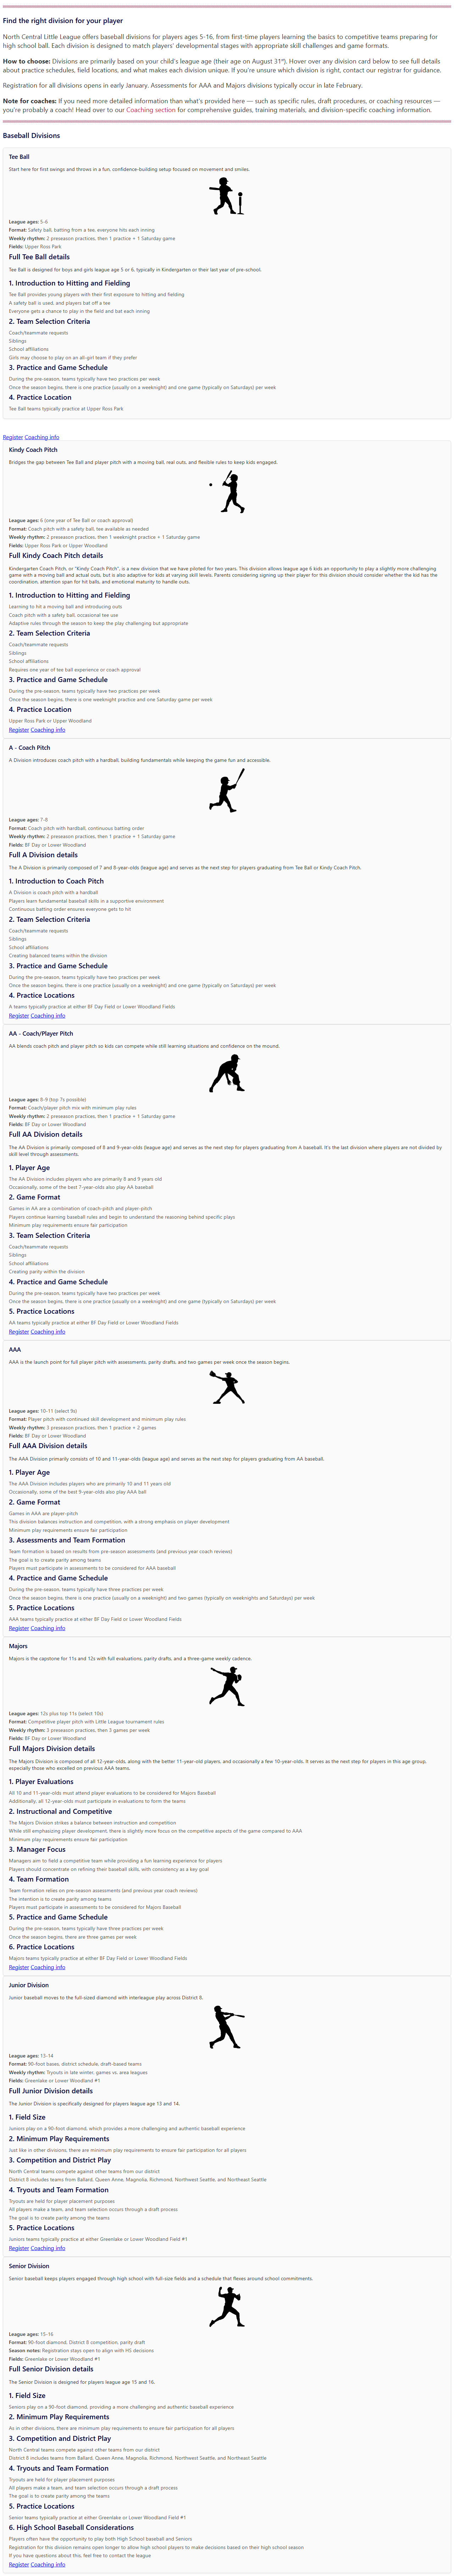 Find the right division for your player
North Central Little League offers baseball divisions for players ages 5-16, from first-time players learning the basics to competitive teams preparing for
high school ball. Each division is designed to match players' developmental stages with appropriate skill challenges and game formats.
How to choose: Divisions are primarily based on your child's league age (their age on August 31ˢᵗ). Hover over any division card below to see full details
about practice schedules, field locations, and what makes each division unique. If you're unsure which division is right, contact our registrar for guidance.
Registration for all divisions opens in early January. Assessments for AAA and Majors divisions typically occur in late February.
Note for coaches: If you need more detailed information than what's provided here — such as specific rules, draft procedures, or coaching resources —
you're probably a coach! Head over to our Coaching section for comprehensive guides, training materials, and division-specific coaching information.
Baseball Divisions
Tee Ball
Start here for first swings and throws in a fun, confidence-building setup focused on movement and smiles.
League ages: 5-6
Format: Safety ball, batting from a tee, everyone hits each inning
Weekly rhythm: 2 preseason practices, then 1 practice + 1 Saturday game
Fields: Upper Ross Park
Full Tee Ball details
Tee Ball is designed for boys and girls league age 5 or 6, typically in Kindergarten or their last year of pre-school.
1. Introduction to Hitting and Fielding
Tee Ball provides young players with their first exposure to hitting and fielding
A safety ball is used, and players bat off a tee
Everyone gets a chance to play in the field and bat each inning
2. Team Selection Criteria
Coach/teammate requests
Siblings
School affiliations
Girls may choose to play on an all-girl team if they prefer
3. Practice and Game Schedule
During the pre-season, teams typically have two practices per week
Once the season begins, there is one practice (usually on a weeknight) and one game (typically on Saturdays) per week
4. Practice Location
Tee Ball teams typically practice at Upper Ross Park
Register Coaching info
Kindy Coach Pitch
Bridges the gap between Tee Ball and player pitch with a moving ball, real outs, and flexible rules to keep kids engaged.
League ages: 6 (one year of Tee Ball or coach approval)
Format: Coach pitch with a safety ball, tee available as needed
Weekly rhythm: 2 preseason practices, then 1 weeknight practice + 1 Saturday game
Fields: Upper Ross Park or Upper Woodland
Full Kindy Coach Pitch details
Kindergarten Coach Pitch, or "Kindy Coach Pitch", is a new division that we have piloted for two years. This division allows league age 6 kids an opportunity to play a slightly more challenging
game with a moving ball and actual outs, but is also adaptive for kids at varying skill levels. Parents considering signing up their player for this division should consider whether the kid has the
coordination, attention span for hit balls, and emotional maturity to handle outs.
1. Introduction to Hitting and Fielding
Learning to hit a moving ball and introducing outs
Coach pitch with a safety ball, occasional tee use
Adaptive rules through the season to keep the play challenging but appropriate
2. Team Selection Criteria
Coach/teammate requests
Siblings
School affiliations
Requires one year of tee ball experience or coach approval
3. Practice and Game Schedule
During the pre-season, teams typically have two practices per week
Once the season begins, there is one weeknight practice and one Saturday game per week
4. Practice Location
Upper Ross Park or Upper Woodland
Register Coaching info
A - Coach Pitch
A Division introduces coach pitch with a hardball, building fundamentals while keeping the game fun and accessible.
League ages: 7-8
Format: Coach pitch with hardball, continuous batting order
Weekly rhythm: 2 preseason practices, then 1 practice + 1 Saturday game
Fields: BF Day or Lower Woodland
Full A Division details
The A Division is primarily composed of 7 and 8-year-olds (league age) and serves as the next step for players graduating from Tee Ball or Kindy Coach Pitch.
1. Introduction to Coach Pitch
A Division is coach pitch with a hardball
Players learn fundamental baseball skills in a supportive environment
Continuous batting order ensures everyone gets to hit
2. Team Selection Criteria
Coach/teammate requests
Siblings
School affiliations
Creating balanced teams within the division
3. Practice and Game Schedule
During the pre-season, teams typically have two practices per week
Once the season begins, there is one practice (usually on a weeknight) and one game (typically on Saturdays) per week
4. Practice Locations
A teams typically practice at either BF Day Field or Lower Woodland Fields
Register Coaching info
AA - Coach/Player Pitch
AA blends coach pitch and player pitch so kids can compete while still learning situations and confidence on the mound.
League ages: 8-9 (top 7s possible)
Format: Coach/player pitch mix with minimum play rules
Weekly rhythm: 2 preseason practices, then 1 practice + 1 Saturday game
Fields: BF Day or Lower Woodland
Full AA Division details
The AA Division is primarily composed of 8 and 9-year-olds (league age) and serves as the next step for players graduating from A baseball. It's the last division where players are not divided by
skill level through assessments.
1. Player Age
The AA Division includes players who are primarily 8 and 9 years old
Occasionally, some of the best 7-year-olds also play AA baseball
2. Game Format
Games in AA are a combination of coach-pitch and player-pitch
Players continue learning baseball rules and begin to understand the reasoning behind specific plays
Minimum play requirements ensure fair participation
3. Team Selection Criteria
Coach/teammate requests
Siblings
School affiliations
Creating parity within the division
4. Practice and Game Schedule
During the pre-season, teams typically have two practices per week
Once the season begins, there is one practice (usually on a weeknight) and one game (typically on Saturdays) per week
5. Practice Locations
AA teams typically practice at either BF Day Field or Lower Woodland Fields
Register Coaching info
AAA
AAA is the launch point for full player pitch with assessments, parity drafts, and two games per week once the season begins.
League ages: 10-11 (select 9s)
Format: Player pitch with continued skill development and minimum play rules
Weekly rhythm: 3 preseason practices, then 1 practice + 2 games
Fields: BF Day or Lower Woodland
Full AAA Division details
The AAA Division primarily consists of 10 and 11-year-olds (league age) and serves as the next step for players graduating from AA baseball.
1. Player Age
The AAA Division includes players who are primarily 10 and 11 years old
Occasionally, some of the best 9-year-olds also play AAA ball
2. Game Format
Games in AAA are player-pitch
This division balances instruction and competition, with a strong emphasis on player development
Minimum play requirements ensure fair participation
3. Assessments and Team Formation
Team formation is based on results from pre-season assessments (and previous year coach reviews)
The goal is to create parity among teams
Players must participate in assessments to be considered for AAA baseball
4. Practice and Game Schedule
During the pre-season, teams typically have three practices per week
Once the season begins, there is one practice (usually on a weeknight) and two games (typically on weeknights and Saturdays) per week
5. Practice Locations
AAA teams typically practice at either BF Day Field or Lower Woodland Fields
Register Coaching info
Majors
Majors is the capstone for 11s and 12s with full evaluations, parity drafts, and a three-game weekly cadence.
League ages: 12s plus top 11s (select 10s)
Format: Competitive player pitch with Little League tournament rules
Weekly rhythm: 3 preseason practices, then 3 games per week
Fields: BF Day or Lower Woodland
Full Majors Division details
The Majors Division is composed of all 12-year-olds, along with the better 11-year-old players, and occasionally a few 10-year-olds. It serves as the next step for players in this age group,
especially those who excelled on previous AAA teams.
1. Player Evaluations
All 10 and 11-year-olds must attend player evaluations to be considered for Majors Baseball
Additionally, all 12-year-olds must participate in evaluations to form the teams
2. Instructional and Competitive
The Majors Division strikes a balance between instruction and competition
While still emphasizing player development, there is slightly more focus on the competitive aspects of the game compared to AAA
Minimum play requirements ensure fair participation
3. Manager Focus
Managers aim to field a competitive team while providing a fun learning experience for players
Players should concentrate on refining their baseball skills, with consistency as a key goal
4. Team Formation
Team formation relies on pre-season assessments (and previous year coach reviews)
The intention is to create parity among teams
Players must participate in assessments to be considered for Majors Baseball
5. Practice and Game Schedule
During the pre-season, teams typically have three practices per week
Once the season begins, there are three games per week
6. Practice Locations
Majors teams typically practice at either BF Day Field or Lower Woodland Fields
Register Coaching info
Junior Division
Junior baseball moves to the full-sized diamond with interleague play across District 8.
League ages: 13-14
Format: 90-foot bases, district schedule, draft-based teams
Weekly rhythm: Tryouts in late winter, games vs. area leagues
Fields: Greenlake or Lower Woodland #1
Full Junior Division details
The Junior Division is specifically designed for players league age 13 and 14.
1. Field Size
Juniors play on a 90-foot diamond, which provides a more challenging and authentic baseball experience
2. Minimum Play Requirements
Just like in other divisions, there are minimum play requirements to ensure fair participation for all players
3. Competition and District Play
North Central teams compete against other teams from our district
District 8 includes teams from Ballard, Queen Anne, Magnolia, Richmond, Northwest Seattle, and Northeast Seattle
4. Tryouts and Team Formation
Tryouts are held for player placement purposes
All players make a team, and team selection occurs through a draft process
The goal is to create parity among the teams
5. Practice Locations
Juniors teams typically practice at either Greenlake or Lower Woodland Field #1
Register Coaching info
Senior Division
Senior baseball keeps players engaged through high school with full-size fields and a schedule that flexes around school commitments.
League ages: 15-16
Format: 90-foot diamond, District 8 competition, parity draft
Season notes: Registration stays open to align with HS decisions
Fields: Greenlake or Lower Woodland #1
Full Senior Division details
The Senior Division is designed for players league age 15 and 16.
1. Field Size
Seniors play on a 90-foot diamond, providing a more challenging and authentic baseball experience
2. Minimum Play Requirements
As in other divisions, there are minimum play requirements to ensure fair participation for all players
3. Competition and District Play
North Central teams compete against other teams from our district
District 8 includes teams from Ballard, Queen Anne, Magnolia, Richmond, Northwest Seattle, and Northeast Seattle
4. Tryouts and Team Formation
Tryouts are held for player placement purposes
All players make a team, and team selection occurs through a draft process
The goal is to create parity among the teams
5. Practice Locations
Senior teams typically practice at either Greenlake or Lower Woodland Field #1
6. High School Baseball Considerations
Players often have the opportunity to play both High School baseball and Seniors
Registration for this division remains open longer to allow high school players to make decisions based on their high school season
If you have questions about this, feel free to contact the league
Register Coaching info